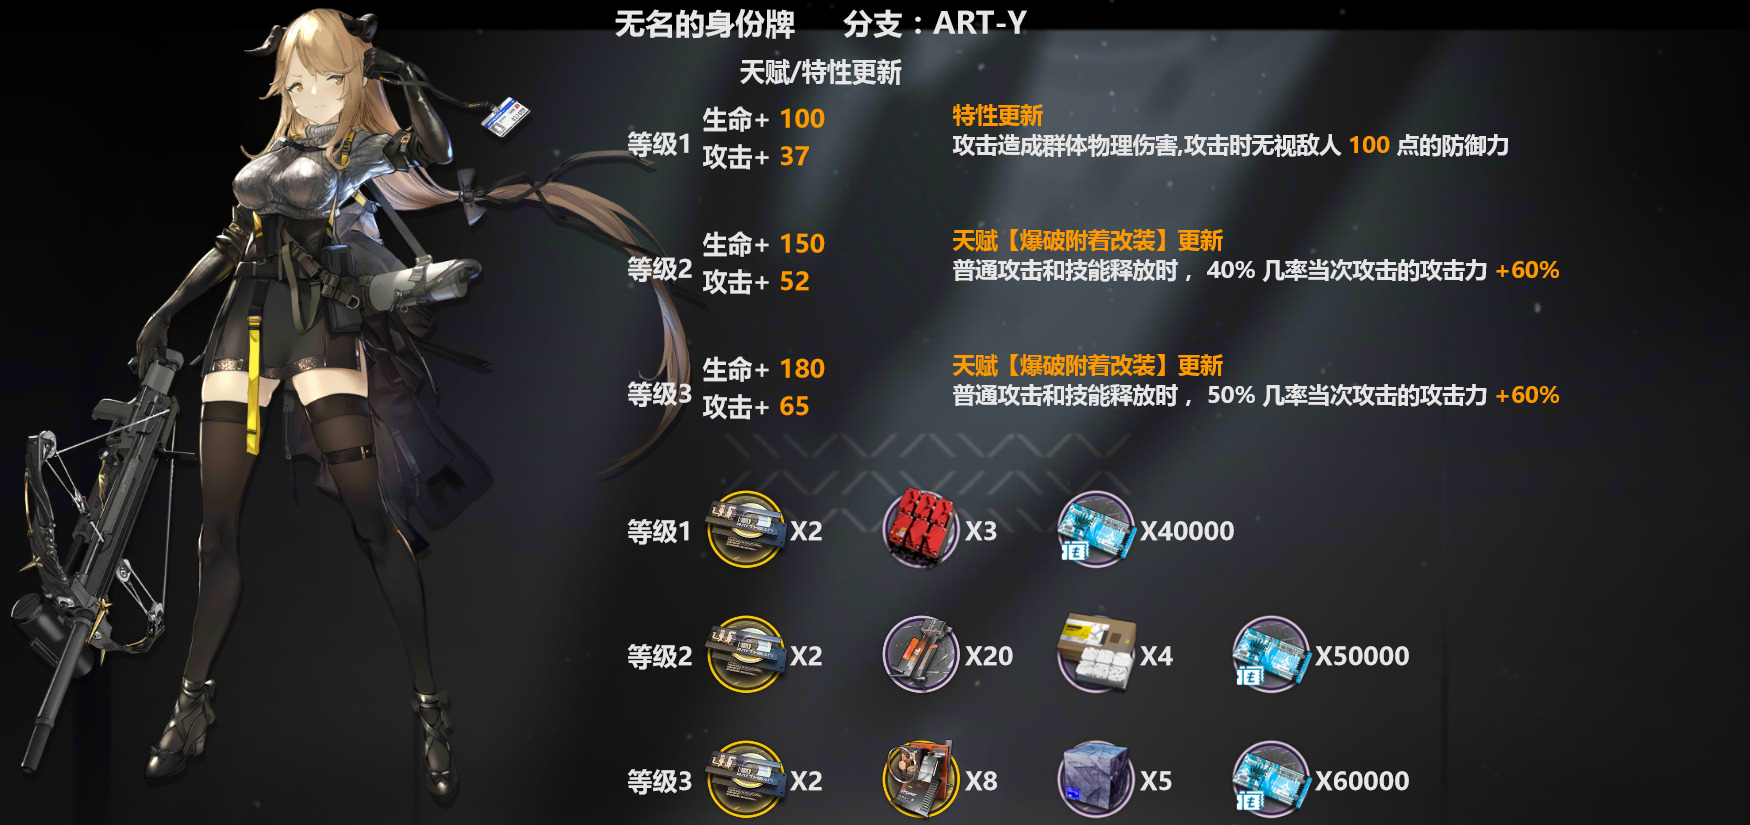 无名的身份牌 分支：ART-Y
天赋/特性更新
等级1
生命+ 100
攻击+ 37
特性更新
攻击造成群体物理伤害,攻击时无视敌人 100 点的防御力
等级2
生命+ 150
攻击+ 52
天赋【爆破附着改装】更新
普通攻击和技能释放时，40% 几率当次攻击的攻击力 +60%
等级3
生命+ 180
攻击+ 65
天赋【爆破附着改装】更新
普通攻击和技能释放时，50% 几率当次攻击的攻击力 +60%
等级1 X2 X3 X40000
等级2 X2 X20 X4 X50000
等级3 X2 X8 X5 X60000